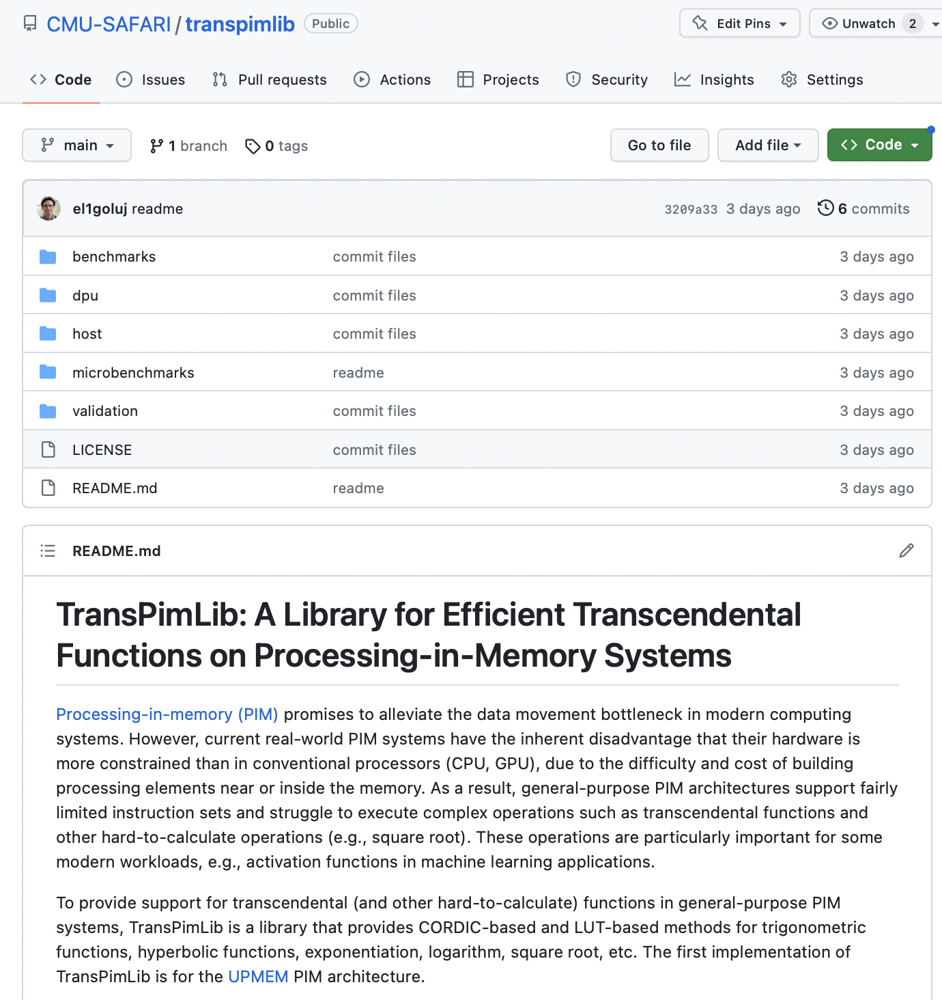 CMU-SAFARI / transpimlib Public Edit Pins Unwatch 2
Code Issues Pull requests Actions Projects Security Insights Settings
main 1 branch 0 tags Go to file Add file Code
el1goluj readme 3209a33 3 days ago 6 commits
benchmarks commit files 3 days ago
dpu commit files 3 days ago
host commit files 3 days ago
microbenchmarks readme 3 days ago
validation commit files 3 days ago
LICENSE commit files 3 days ago
README.md readme 3 days ago
README.md
TransPimLib: A Library for Efficient Transcendental
Functions on Processing-in-Memory Systems
Processing-in-memory (PIM) promises to alleviate the data movement bottleneck in modern computing
systems. However, current real-world PIM systems have the inherent disadvantage that their hardware is
more constrained than in conventional processors (CPU, GPU), due to the difficulty and cost of building
processing elements near or inside the memory. As a result, general-purpose PIM architectures support fairly
limited instruction sets and struggle to execute complex operations such as transcendental functions and
other hard-to-calculate operations (e.g., square root). These operations are particularly important for some
modern workloads, e.g., activation functions in machine learning applications.
To provide support for transcendental (and other hard-to-calculate) functions in general-purpose PIM
systems, TransPimLib is a library that provides CORDIC-based and LUT-based methods for trigonometric
functions, hyperbolic functions, exponentiation, logarithm, square root, etc. The first implementation of
TransPimLib is for the UPMEM PIM architecture.